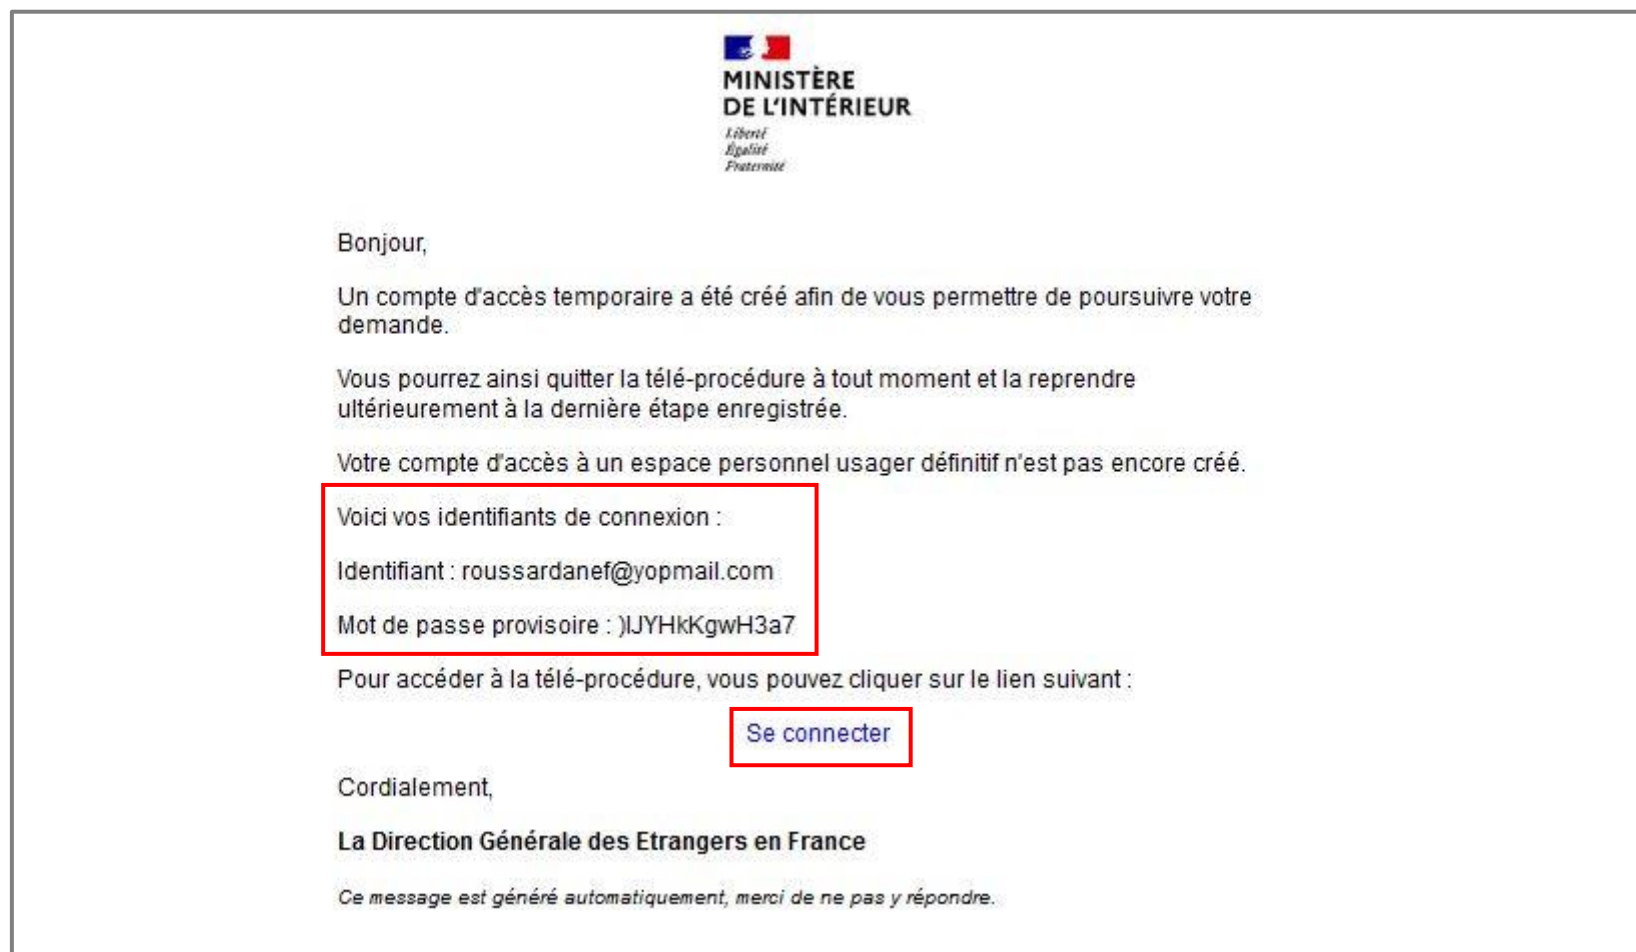 MINISTÈRE
DE L'INTÉRIEUR
Liberté
Égalité
Fraternité
Bonjour,
Un compte d'accès temporaire a été créé afin de vous permettre de poursuivre votre
demande.
Vous pourrez ainsi quitter la télé-procédure à tout moment et la reprendre
ultérieurement à la dernière étape enregistrée.
Votre compte d'accès à un espace personnel usager définitif n'est pas encore créé.
Voici vos identifiants de connexion :
Identifiant : roussardanef@yopmail.com
Mot de passe provisoire : )IJYHkKgwH3a7
Pour accéder à la télé-procédure, vous pouvez cliquer sur le lien suivant :
Se connecter
Cordialement,
La Direction Générale des Etrangers en France
Ce message est généré automatiquement, merci de ne pas y répondre.